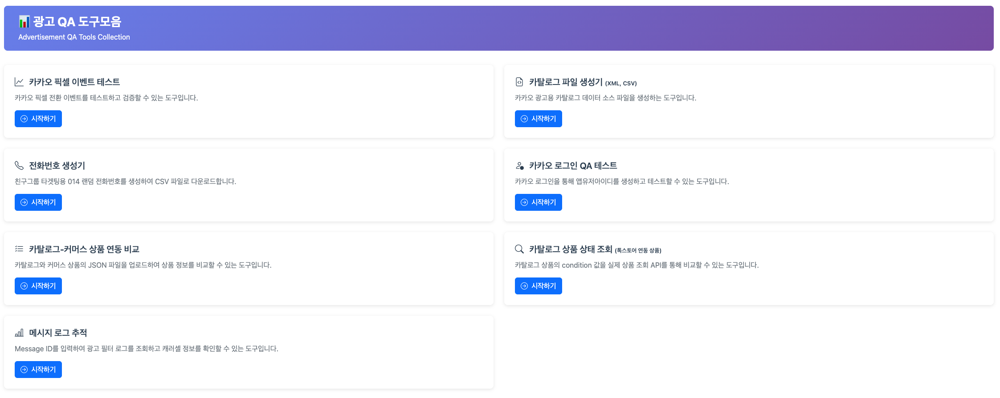 광고 QA 도구모음
Advertisement QA Tools Collection
카카오 픽셀 이벤트 테스트
카카오 픽셀 전환 이벤트를 테스트하고 검증할 수 있는 도구입니다.
시작하기
카탈로그 파일 생성기 (XML, CSV)
카카오 광고용 카탈로그 데이터 소스 파일을 생성하는 도구입니다.
시작하기
전화번호 생성기
친구그룹 타겟팅용 014 랜덤 전화번호를 생성하여 CSV 파일로 다운로드합니다.
시작하기
카카오 로그인 QA 테스트
카카오 로그인을 통해 앱유저아이디를 생성하고 테스트할 수 있는 도구입니다.
시작하기
카탈로그-커머스 상품 연동 비교
카탈로그와 커머스 상품의 JSON 파일을 업로드하여 상품 정보를 비교할 수 있는 도구입니다.
시작하기
카탈로그 상품 상태 조회 (톡스토어 연동 상품)
카탈로그 상품의 condition 값을 실제 상품 조회 API를 통해 비교할 수 있는 도구입니다.
시작하기
메시지 로그 추적
Message ID를 입력하여 광고 필터 로그를 조회하고 캐러셀 정보를 확인할 수 있는 도구입니다.
시작하기